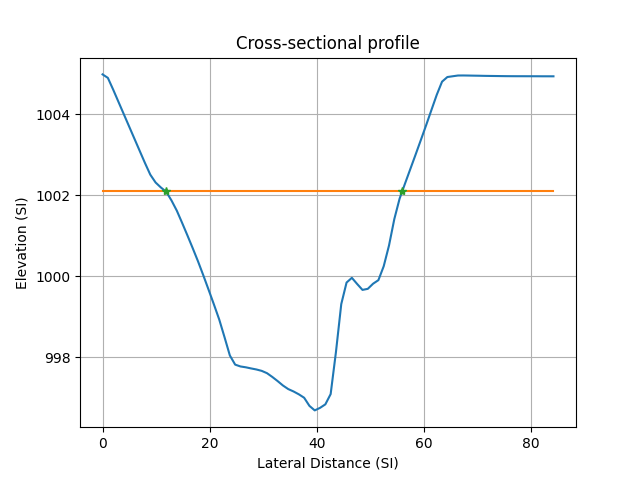 Cross-sectional profile
Elevation (SI)
1004
1002
1000
998
0 20 40 60 80
Lateral Distance (SI)